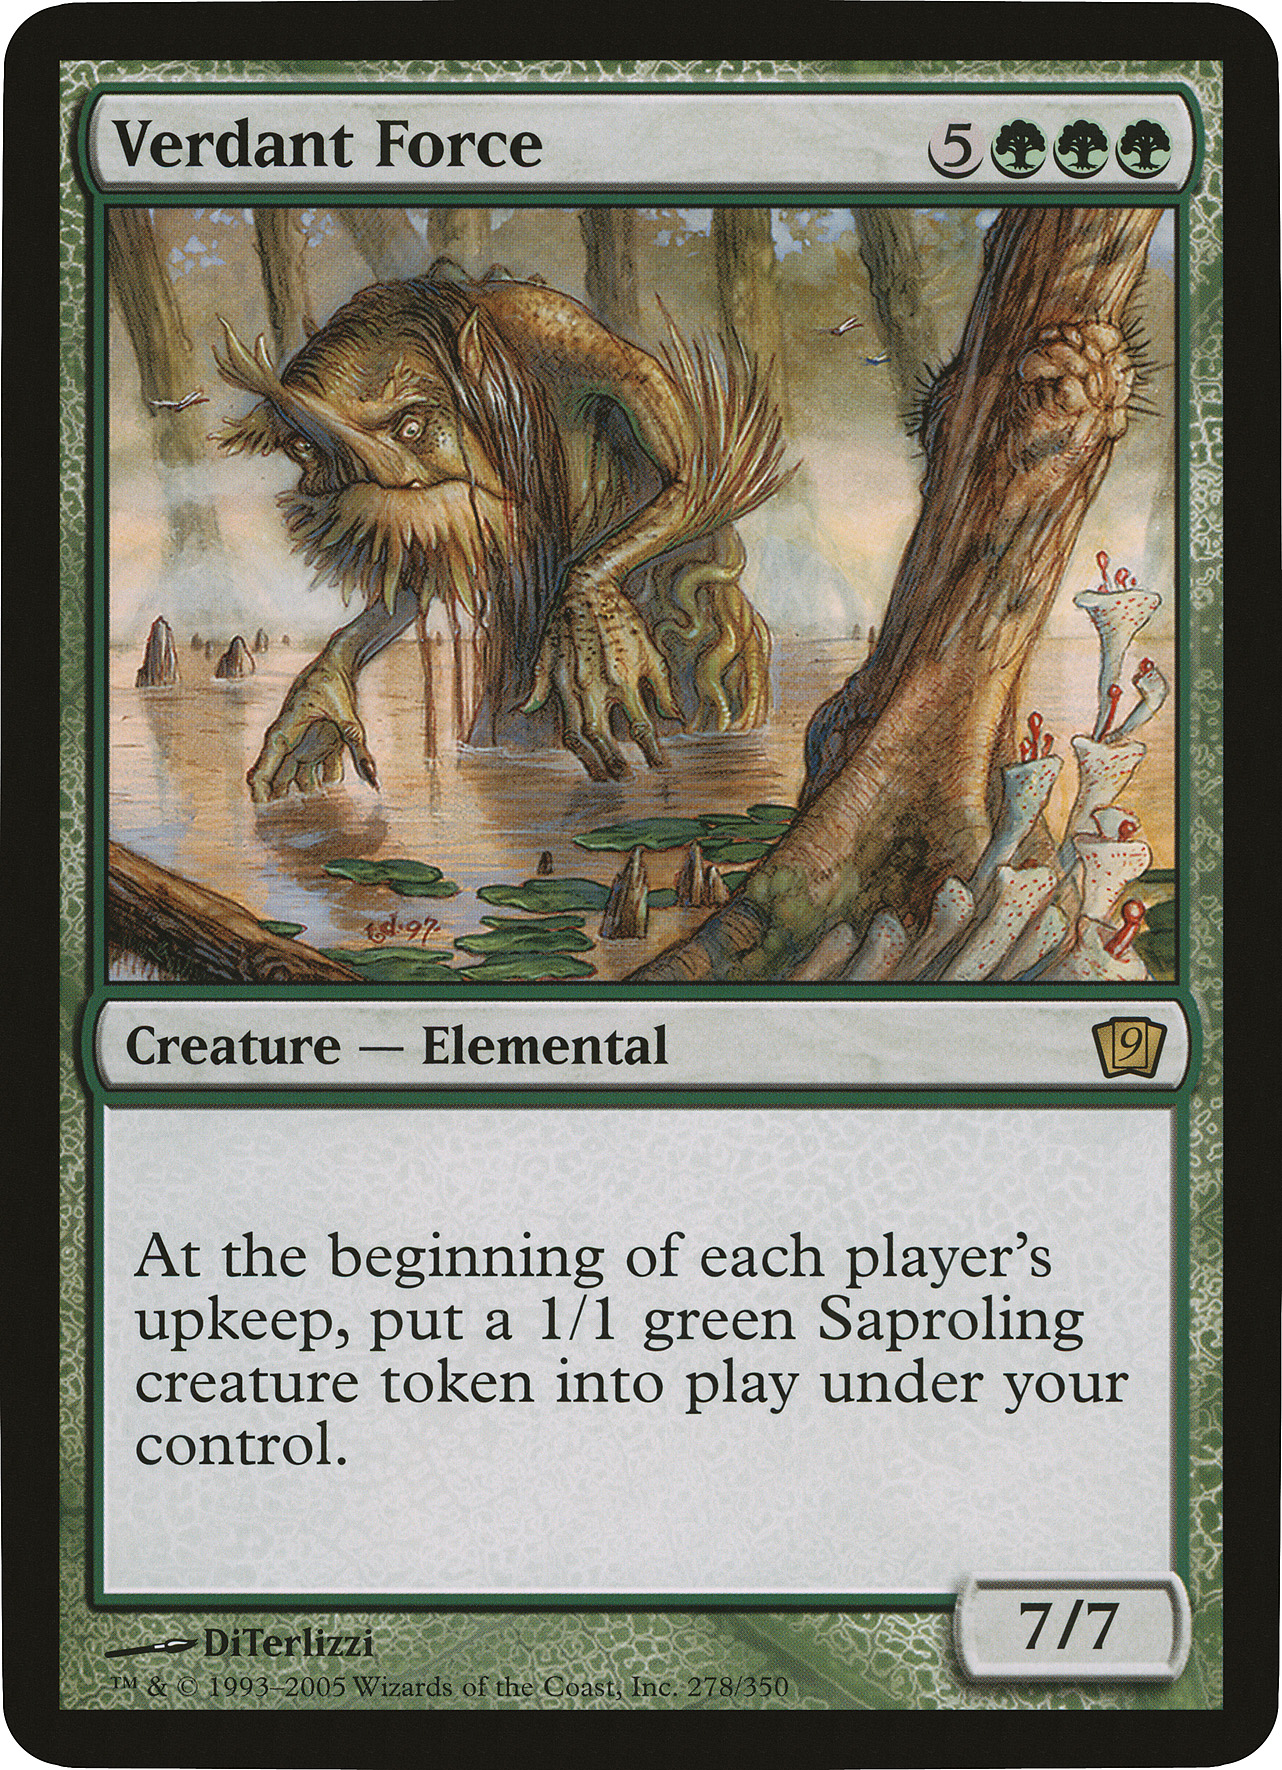 Verdant Force 5
Td.97.
Creature — Elemental
9
At the beginning of each player's
upkeep, put a 1/1 green Saproling
creature token into play under your
control.
7/7
DiTerlizzi
™ & © 1993–2005 Wizards of the Coast, Inc. 278/350